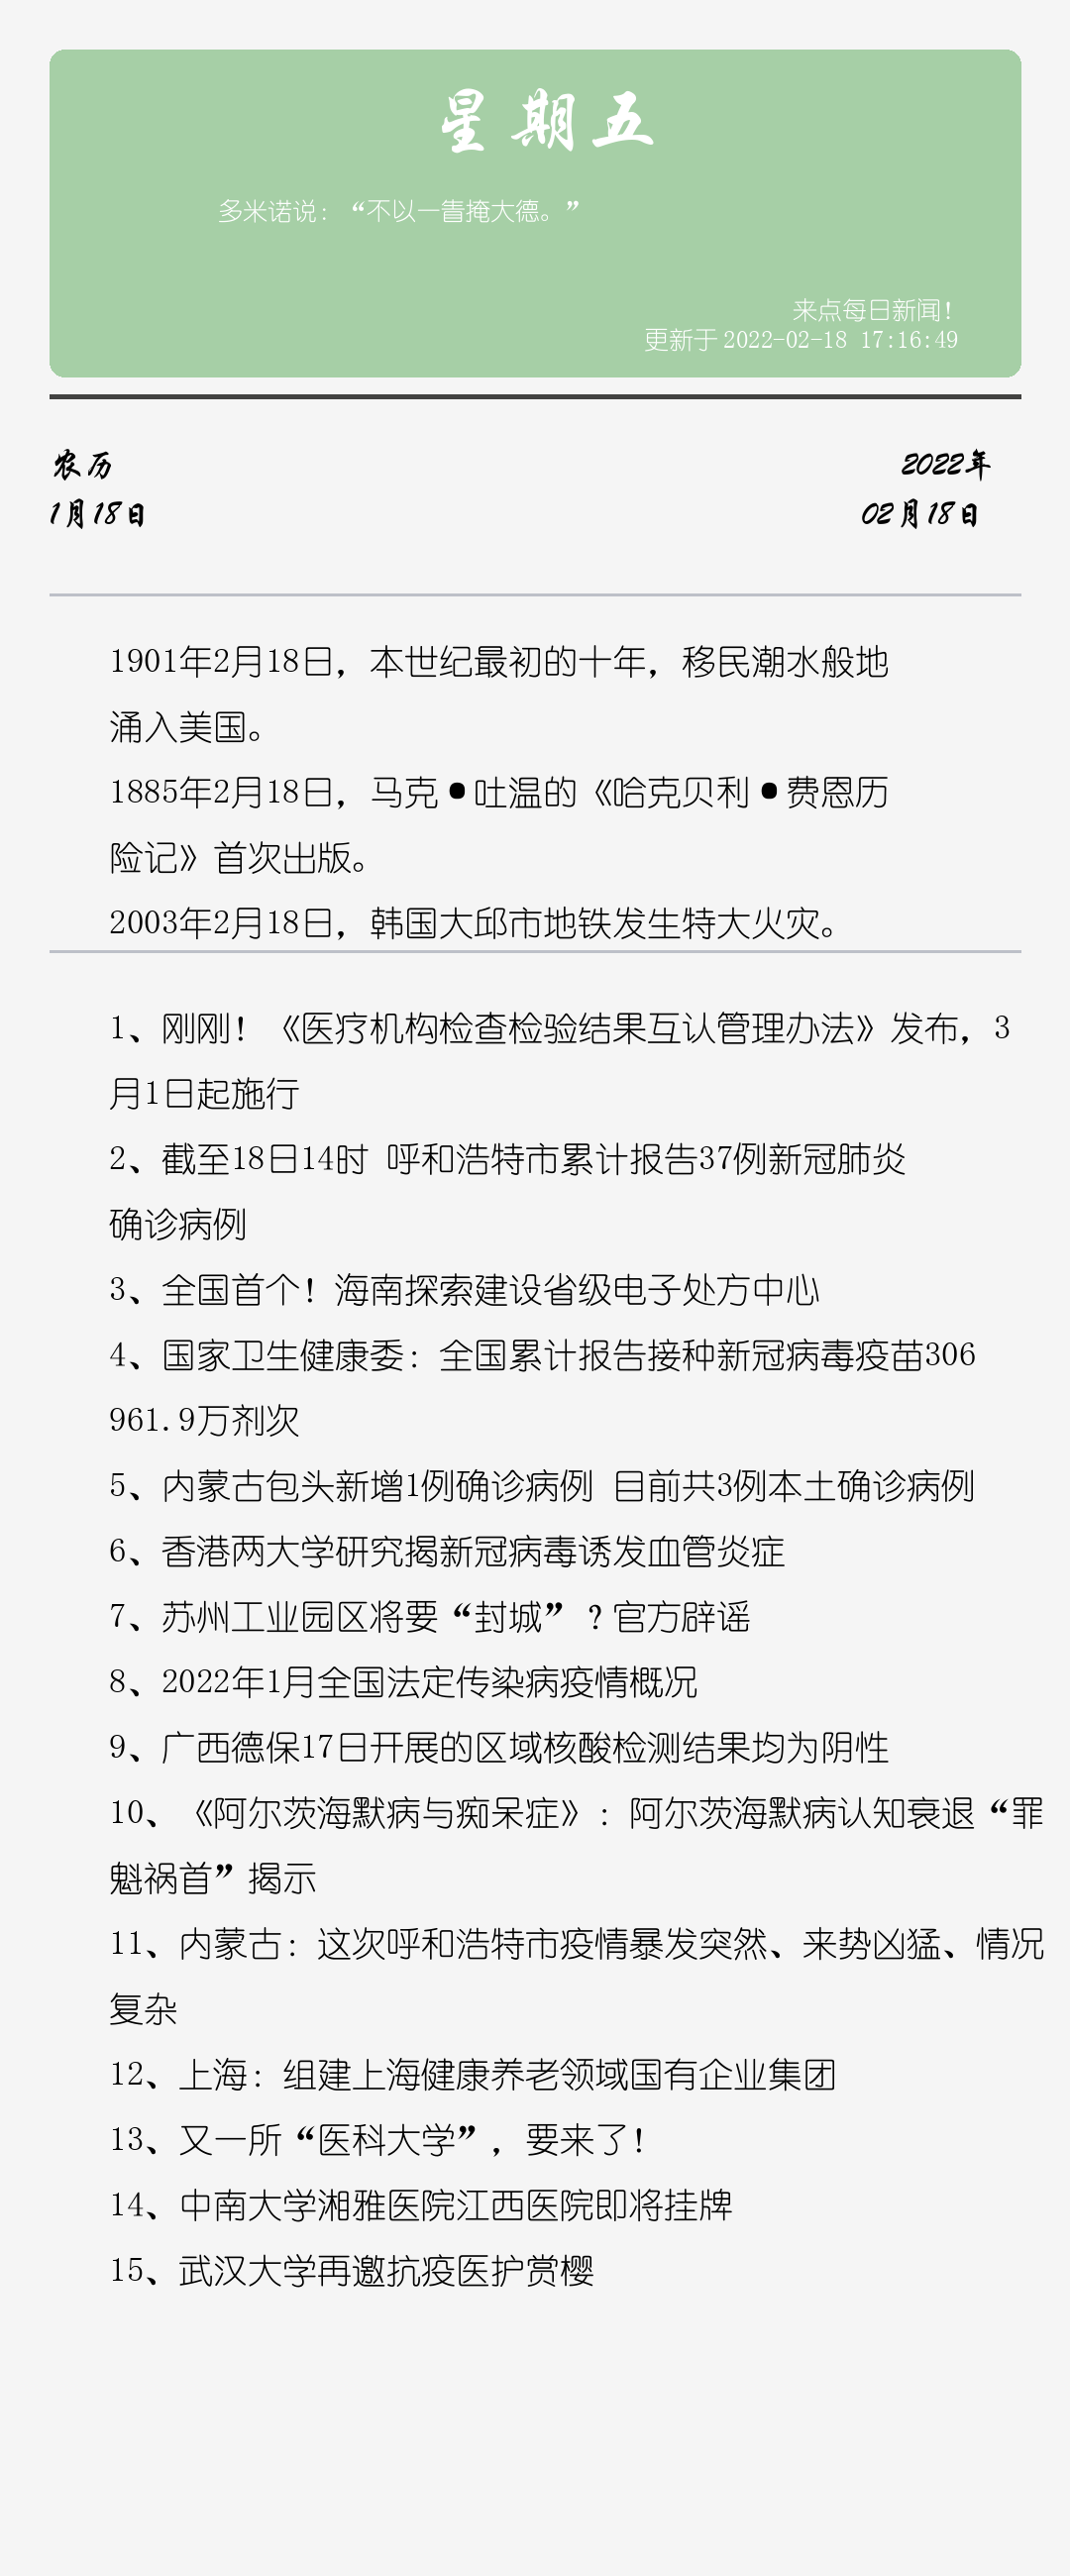 星期五
多米诺说：“不以一眚掩大德。”
来点每日新闻！
更新于 2022-02-18 17:16:49
农历
2022年
1月18日
02月18日
1901年2月18日，本世纪最初的十年，移民潮水般地
涌入美国。
1885年2月18日，马克•吐温的《哈克贝利•费恩历
险记》首次出版。
2003年2月18日，韩国大邱市地铁发生特大火灾。
1、刚刚！《医疗机构检查检验结果互认管理办法》发布，3
月1日起施行
2、截至18日14时 呼和浩特市累计报告37例新冠肺炎
确诊病例
3、全国首个！海南探索建设省级电子处方中心
4、国家卫生健康委：全国累计报告接种新冠病毒疫苗306
961.9万剂次
5、内蒙古包头新增1例确诊病例 目前共3例本土确诊病例
6、香港两大学研究揭新冠病毒诱发血管炎症
7、苏州工业园区将要“封城”？官方辟谣
8、2022年1月全国法定传染病疫情概况
9、广西德保17日开展的区域核酸检测结果均为阴性
10、《阿尔茨海默病与痴呆症》：阿尔茨海默病认知衰退“罪
魁祸首”揭示
11、内蒙古：这次呼和浩特市疫情暴发突然、来势凶猛、情况
复杂
12、上海：组建上海健康养老领域国有企业集团
13、又一所“医科大学”，要来了！
14、中南大学湘雅医院江西医院即将挂牌
15、武汉大学再邀抗疫医护赏樱